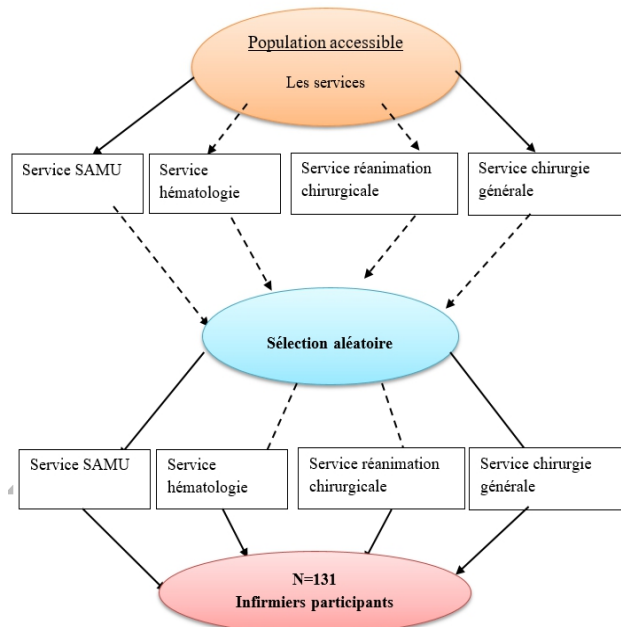 Population accessible
Les services
Service SAMU
Service
hématologie
Service réanimation
chirurgicale
Service chirurgie
générale
Sélection aléatoire
Service SAMU
Service
hématologie
Service réanimation
chirurgicale
Service chirurgie
générale
N=131
Infirmiers participants